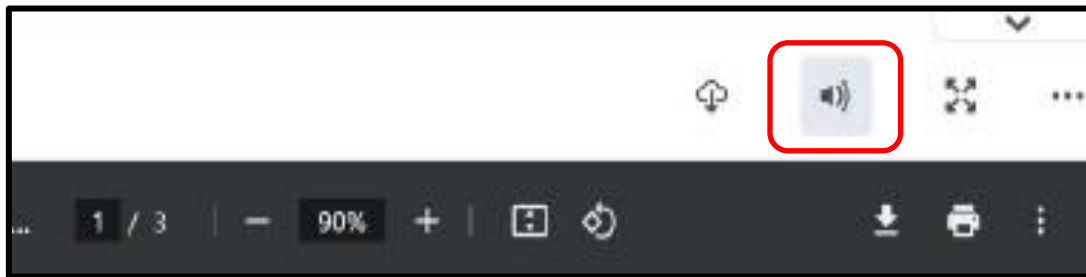 ... 1 / 3 | − 90% + |